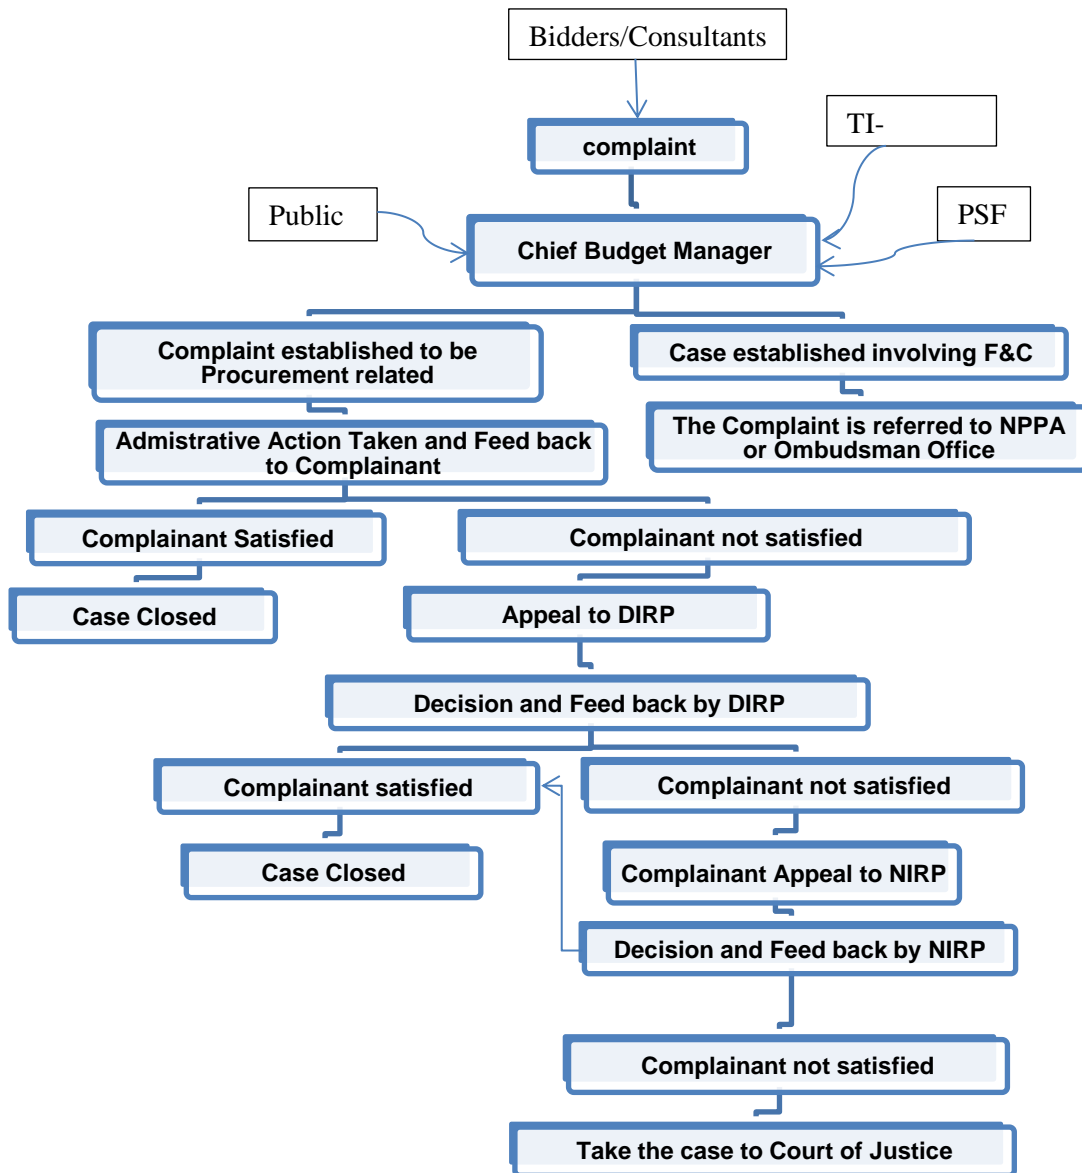 Bidders/Consultants
TI-
complaint
Public
PSF
Chief Budget Manager
Complaint established to be
Procurement related
Case established involving F&C
Admistrative Action Taken and Feed back
to Complainant
The Complaint is referred to NPPA
or Ombudsman Office
Complainant Satisfied
Complainant not satisfied
Case Closed
Appeal to DIRP
Decision and Feed back by DIRP
Complainant satisfied
Complainant not satisfied
Case Closed
Complainant Appeal to NIRP
Decision and Feed back by NIRP
Complainant not satisfied
Take the case to Court of Justice